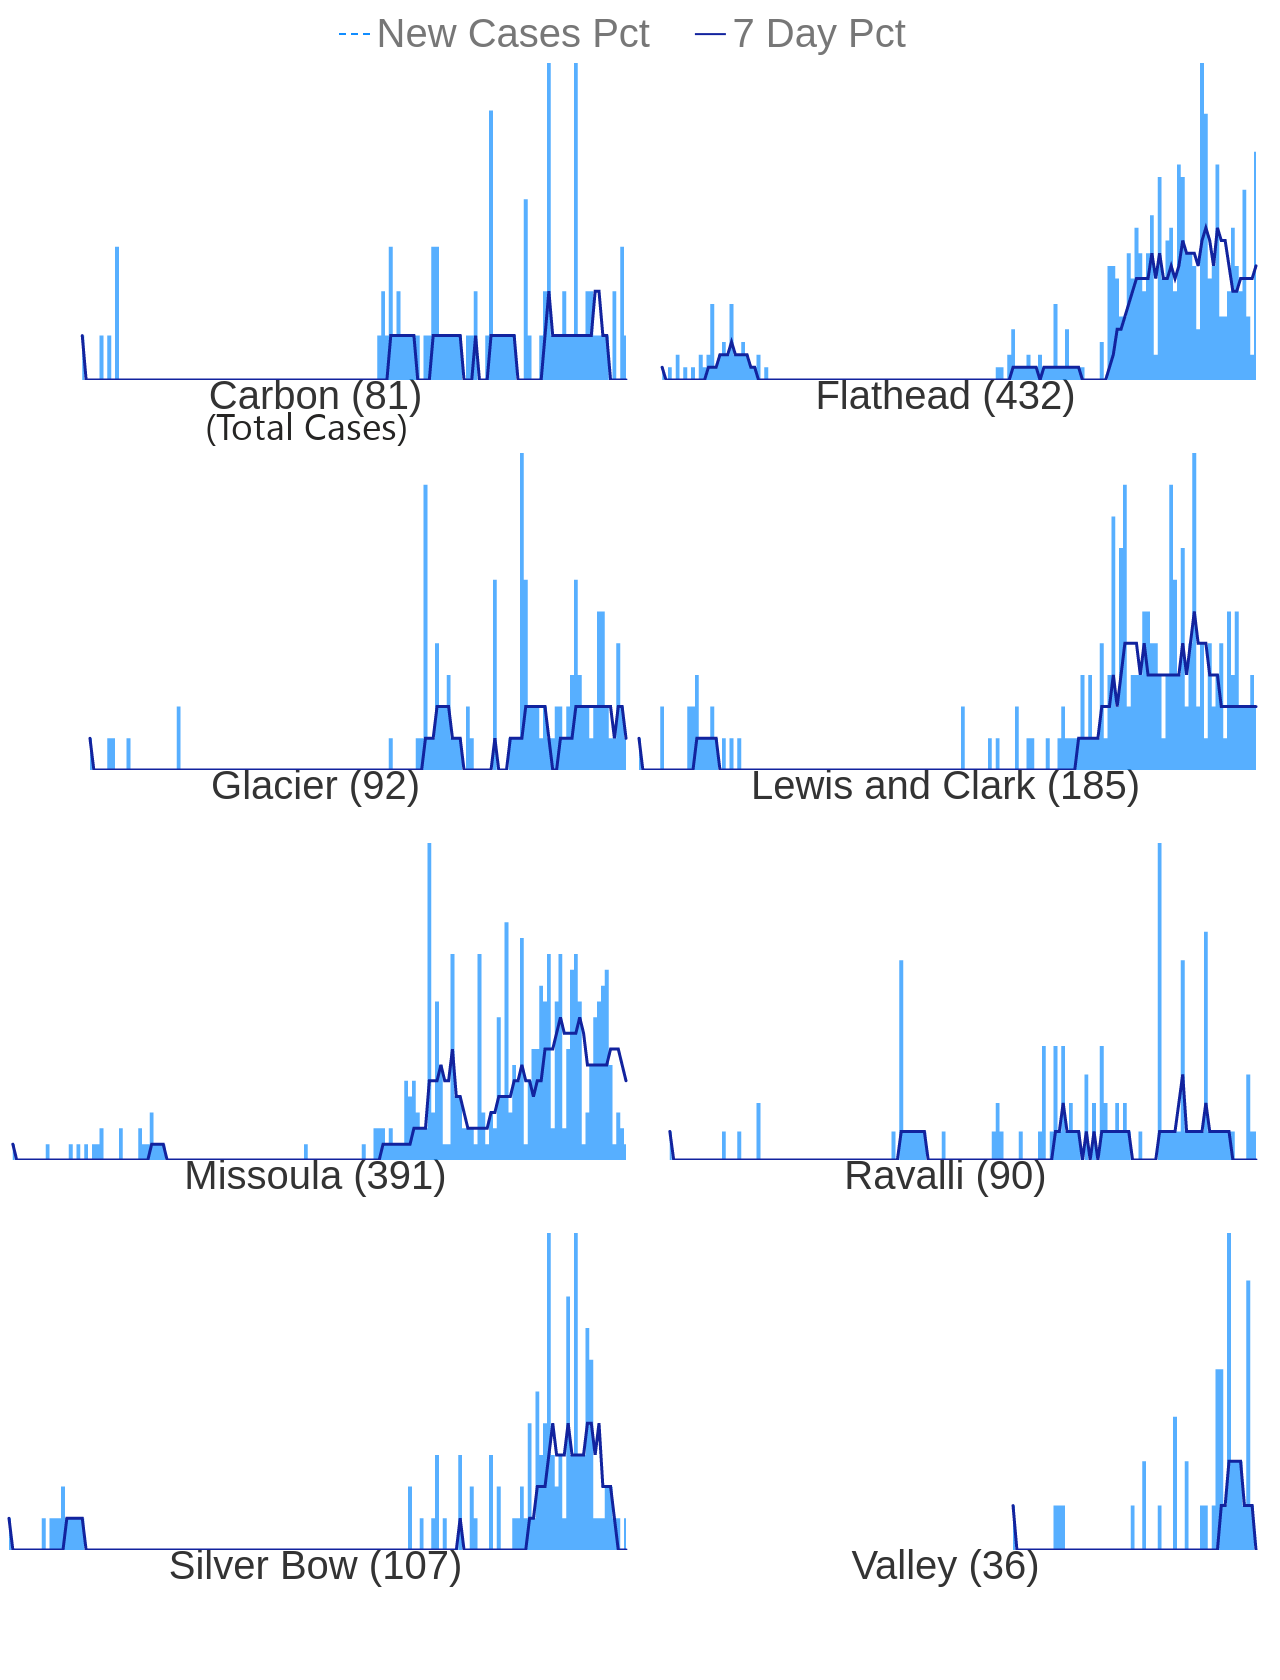 New Cases Pct 7 Day Pct
Carbon (81) Flathead (432)
(Total Cases)
Glacier (92) Lewis and Clark (185)
Missoula (391) Ravalli (90)
Silver Bow (107) Valley (36)